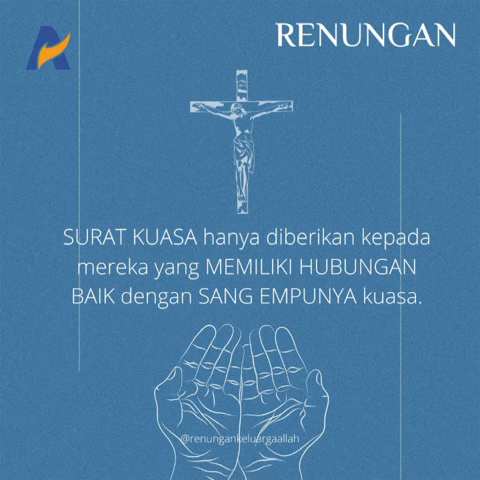 RENUNGAN
SURAT KUASA hanya diberikan kepada
mereka yang MEMILIKI HUBUNGAN
BAIK dengan SANG EMPUNYA kuasa.
@renungankeluargaallah